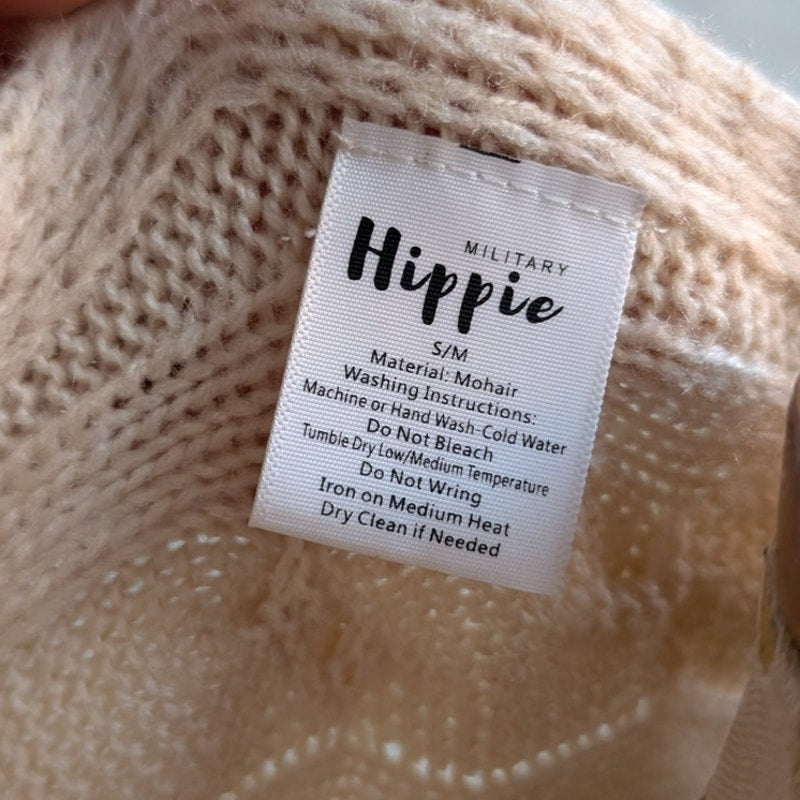 MILITARY
Hippie
S/M
Material: Mohair
Washing Instructions:
Machine or Hand Wash-Cold Water
Do Not Bleach
Tumble Dry Low/Medium Temperature
Do Not Wring
Iron on Medium Heat
Dry Clean if Needed